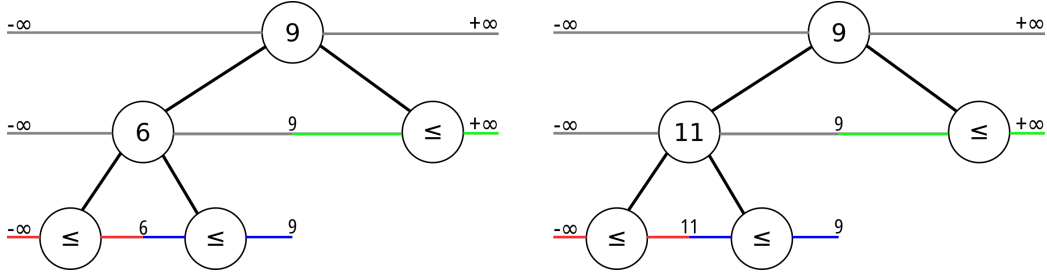 -∞ 9 +∞ -∞ 9 +∞
-∞ 6 9 ≤ +∞ -∞ 11 9 ≤ +∞
-∞ ≤ 6 ≤ 9 -∞ ≤ 11 ≤ 9